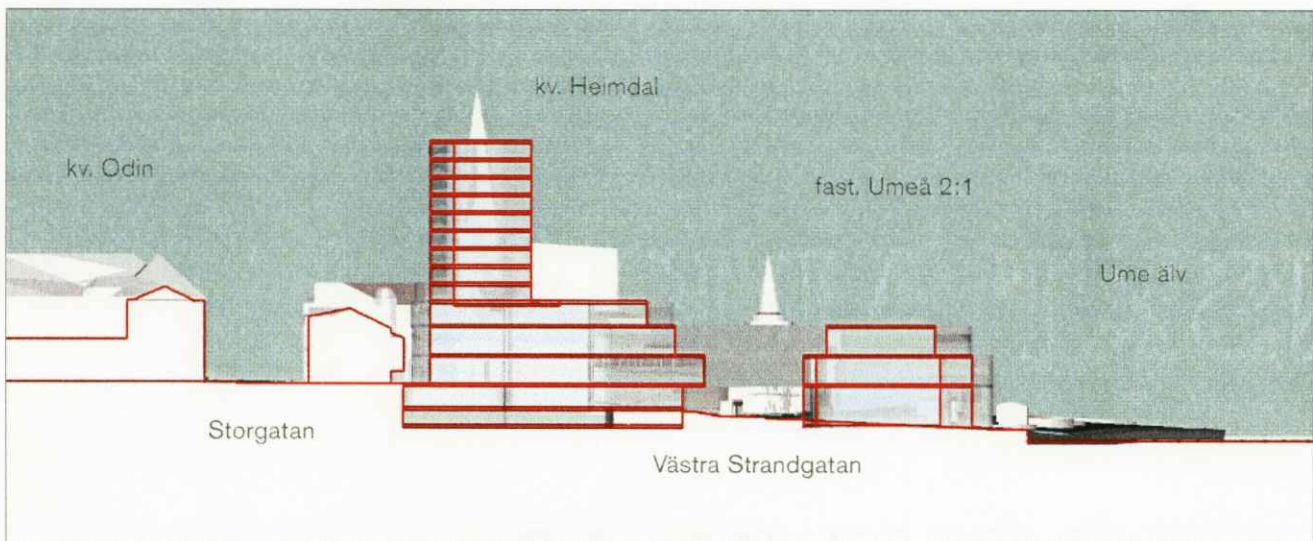 kv. Heimdal
kv. Odin
fast. Umeå 2:1
Ume älv
Storgatan
Västra Strandgatan